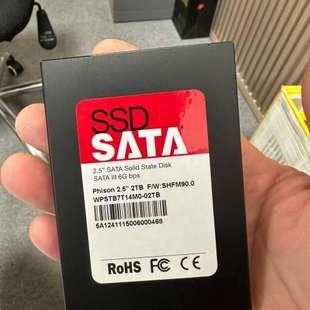 SSD
SATA
2.5" SATA Solid State Disk
SATA III 6G bps
Phison 2.5" 2TB F/W:SHFM90.0
WPSTB7T14M0-02TB
5A1241115006000468
RoHS FC CE